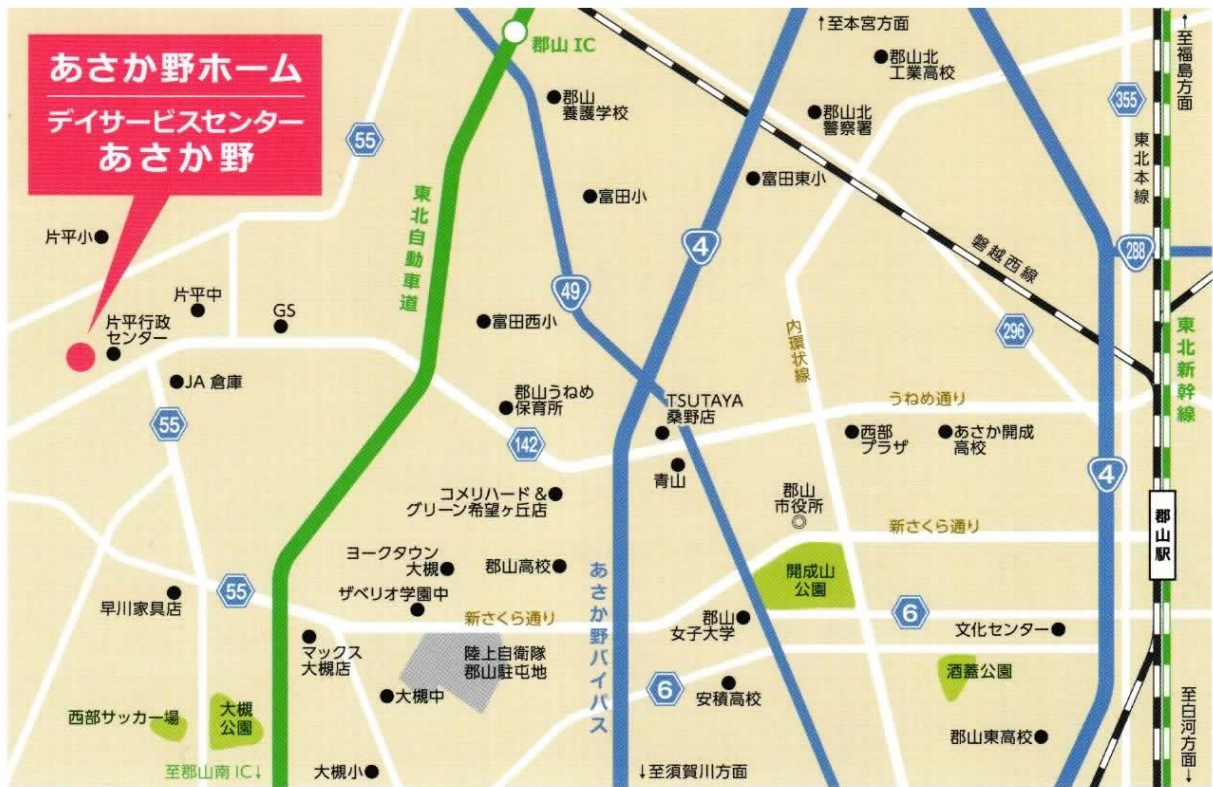 あさか野ホーム
デイサービスセンター
あさか野
郡山 IC
↑至本宮方面
↑至福島方面
郡山
養護学校
郡山北
工業高校
郡山北
警察署
355
55
東北自動車道
富田小
富田東小
東北本線
片平小
4
磐越西線
288
49
片平中
GS
片平行政
センター
富田西小
内環状線
296
東北新幹線
JA 倉庫
郡山うねめ
保育所
TSUTAYA
桑野店
うねめ通り
55
142
西部
プラザ
あさか開成
高校
青山
4
コメリハード &
グリーン希望ヶ丘店
郡山
市役所
新さくら通り
郡山駅
ヨークタウン
大槻
郡山高校
開成山
公園
早川家具店
55
ザベリオ学園中
新さくら通り
あさか野バイパス
郡山
女子大学
6
文化センター
マックス
大槻店
陸上自衛隊
郡山駐屯地
大槻中
6
安積高校
酒蓋公園
西部サッカー場
大槻
公園
郡山東高校
至白河方面↓
至郡山南 IC↓
大槻小
↓至須賀川方面